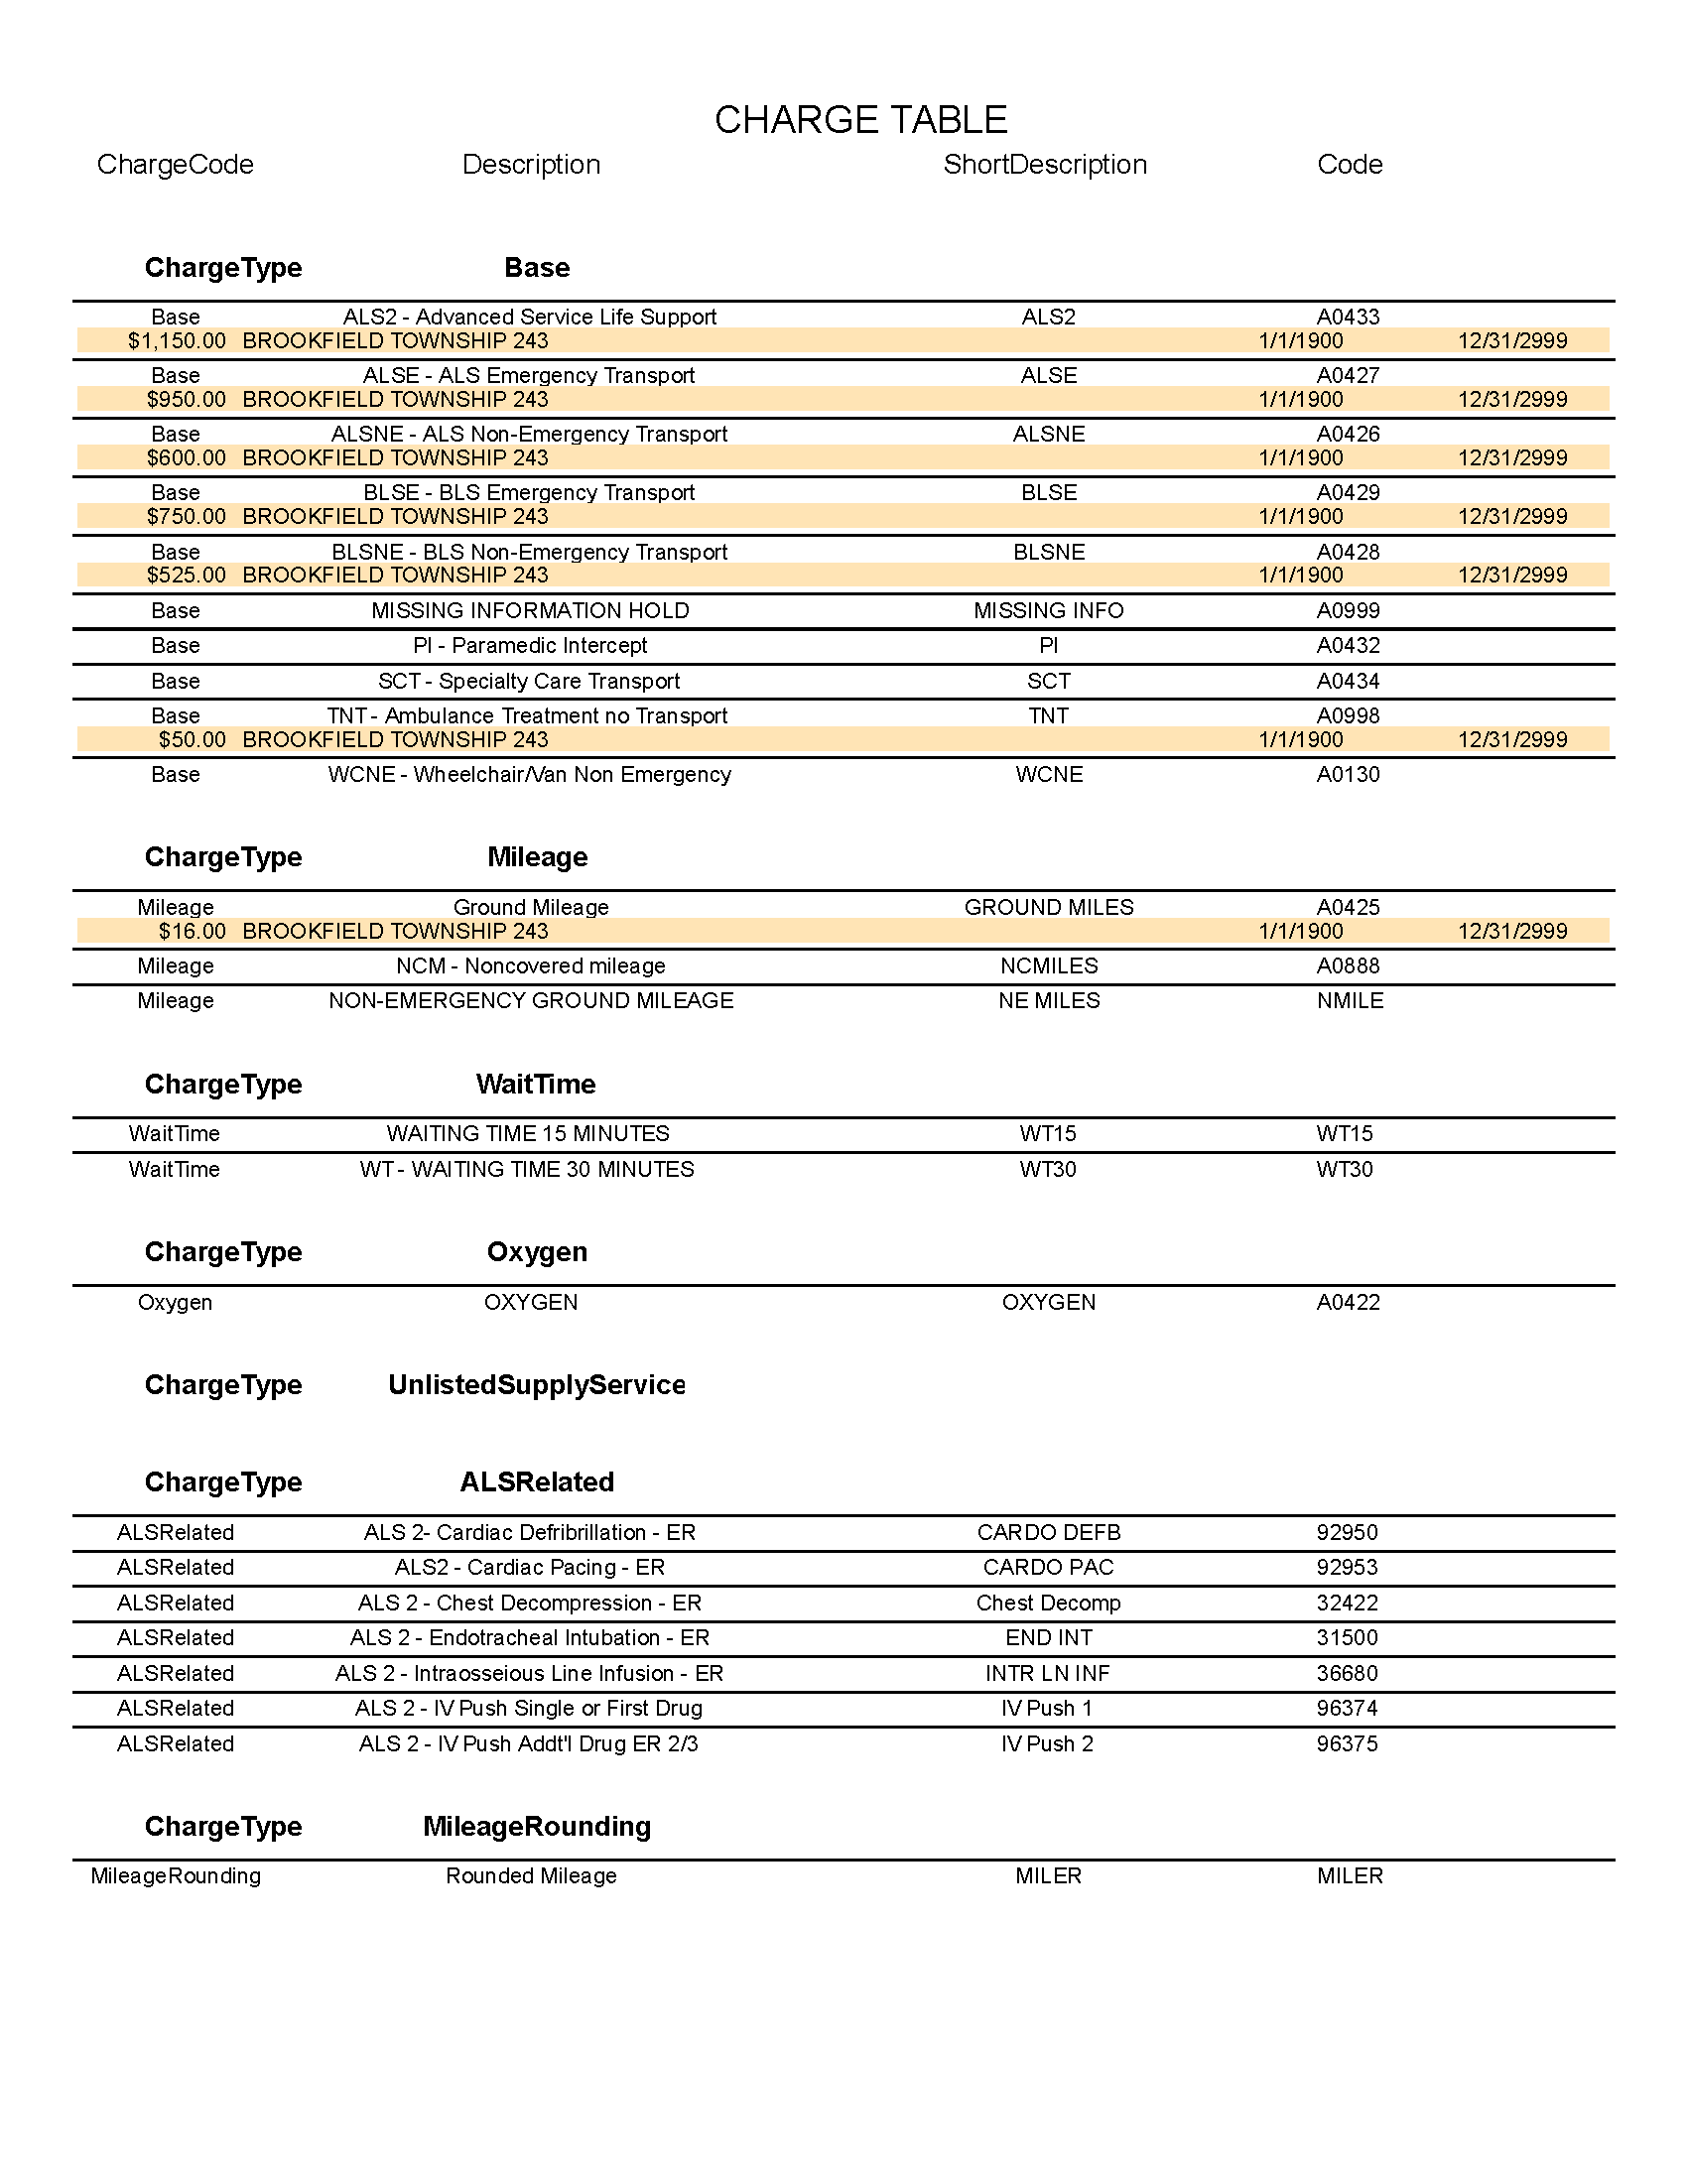 CHARGE TABLE
ChargeCode Description ShortDescription Code
ChargeType Base
Base ALS2 - Advanced Service Life Support ALS2 A0433
$1,150.00 BROOKFIELD TOWNSHIP 243 1/1/1900 12/31/2999
Base ALSE - ALS Emergency Transport ALSE A0427
$950.00 BROOKFIELD TOWNSHIP 243 1/1/1900 12/31/2999
Base ALSNE - ALS Non-Emergency Transport ALSNE A0426
$600.00 BROOKFIELD TOWNSHIP 243 1/1/1900 12/31/2999
Base BLSE - BLS Emergency Transport BLSE A0429
$750.00 BROOKFIELD TOWNSHIP 243 1/1/1900 12/31/2999
Base BLSNE - BLS Non-Emergency Transport BLSNE A0428
$525.00 BROOKFIELD TOWNSHIP 243 1/1/1900 12/31/2999
Base MISSING INFORMATION HOLD MISSING INFO A0999
Base PI - Paramedic Intercept PI A0432
Base SCT - Specialty Care Transport SCT A0434
Base TNT - Ambulance Treatment no Transport TNT A0998
$50.00 BROOKFIELD TOWNSHIP 243 1/1/1900 12/31/2999
Base WCNE - Wheelchair/Van Non Emergency WCNE A0130
ChargeType Mileage
Mileage Ground Mileage GROUND MILES A0425
$16.00 BROOKFIELD TOWNSHIP 243 1/1/1900 12/31/2999
Mileage NCM - Noncovered mileage NCMILES A0888
Mileage NON-EMERGENCY GROUND MILEAGE NE MILES NMILE
ChargeType WaitTime
WaitTime WAITING TIME 15 MINUTES WT15 WT15
WaitTime WT - WAITING TIME 30 MINUTES WT30 WT30
ChargeType Oxygen
Oxygen OXYGEN OXYGEN A0422
ChargeType UnlistedSupplyService
ChargeType ALSRelated
ALSRelated ALS 2- Cardiac Defribrillation - ER CARDO DEFB 92950
ALSRelated ALS2 - Cardiac Pacing - ER CARDO PAC 92953
ALSRelated ALS 2 - Chest Decompression - ER Chest Decomp 32422
ALSRelated ALS 2 - Endotracheal Intubation - ER END INT 31500
ALSRelated ALS 2 - Intraosseious Line Infusion - ER INTR LN INF 36680
ALSRelated ALS 2 - IV Push Single or First Drug IV Push 1 96374
ALSRelated ALS 2 - IV Push Addt'l Drug ER 2/3 IV Push 2 96375
ChargeType MileageRounding
MileageRounding Rounded Mileage MILER MILER